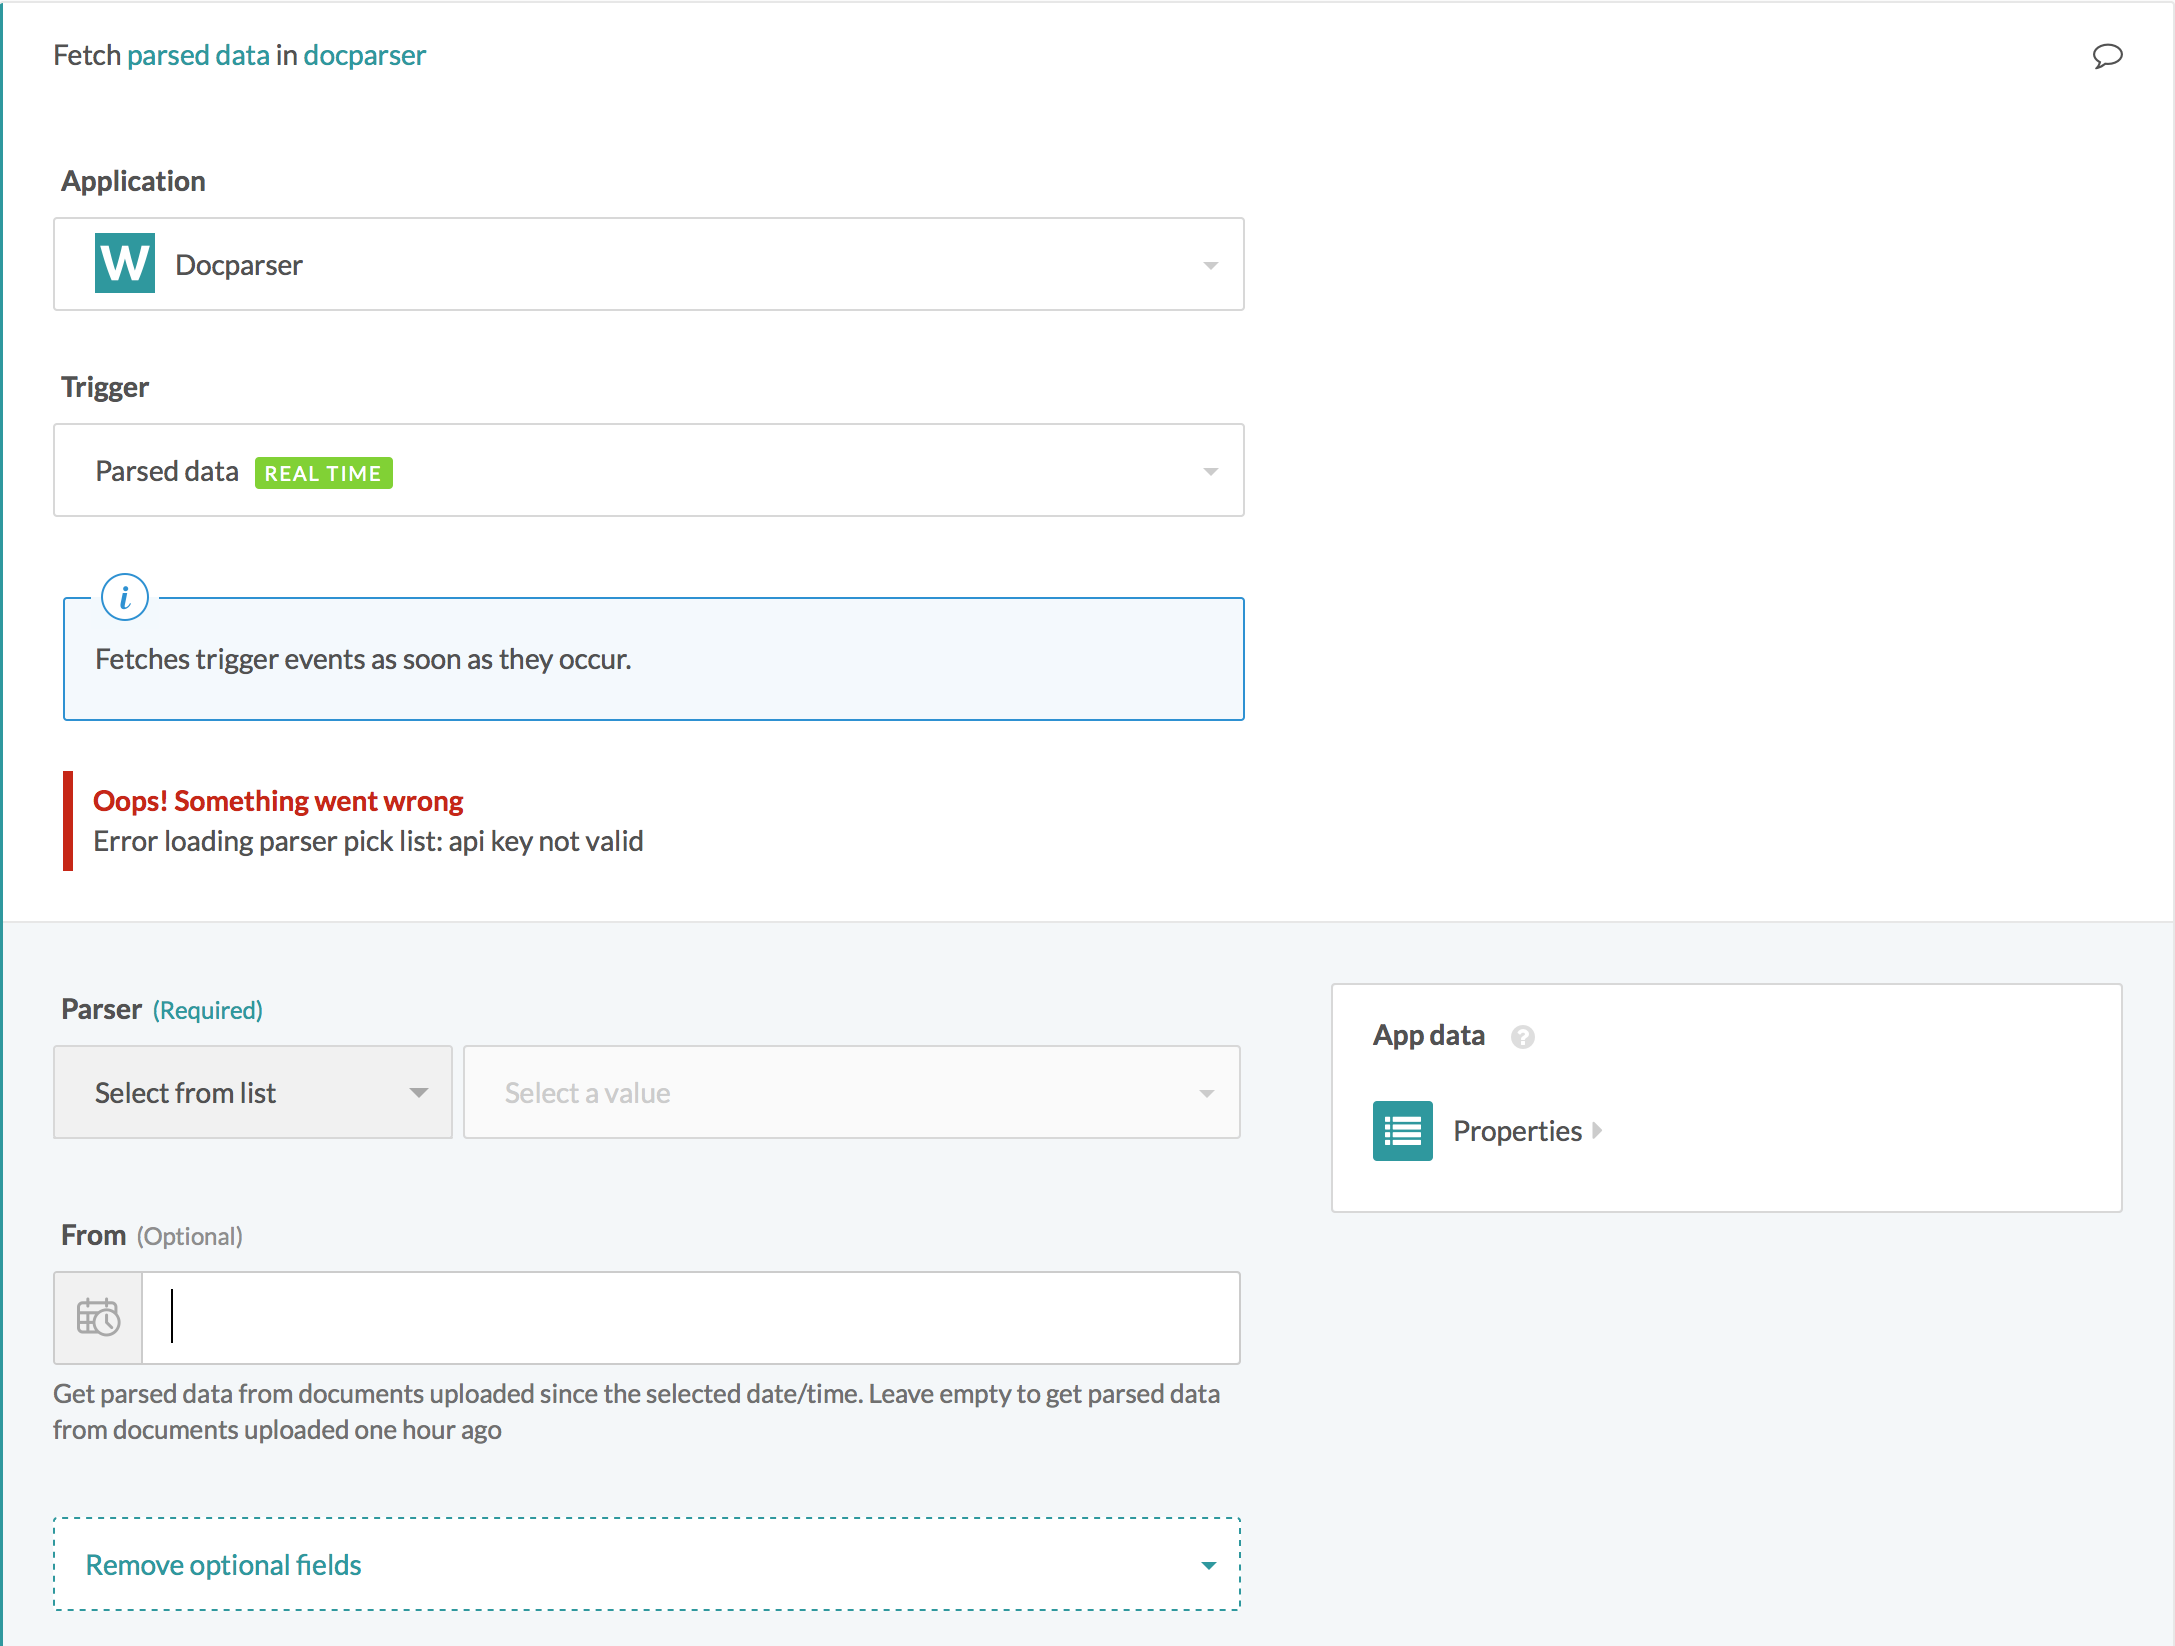 Fetch parsed data in docparser
Application
W Docparser
Trigger
Parsed data REAL TIME
i
Fetches trigger events as soon as they occur.
Oops! Something went wrong
Error loading parser pick list: api key not valid
Parser (Required)
Select from list
Select a value
App data ?
Properties
From (Optional)
Get parsed data from documents uploaded since the selected date/time. Leave empty to get parsed data
from documents uploaded one hour ago
Remove optional fields